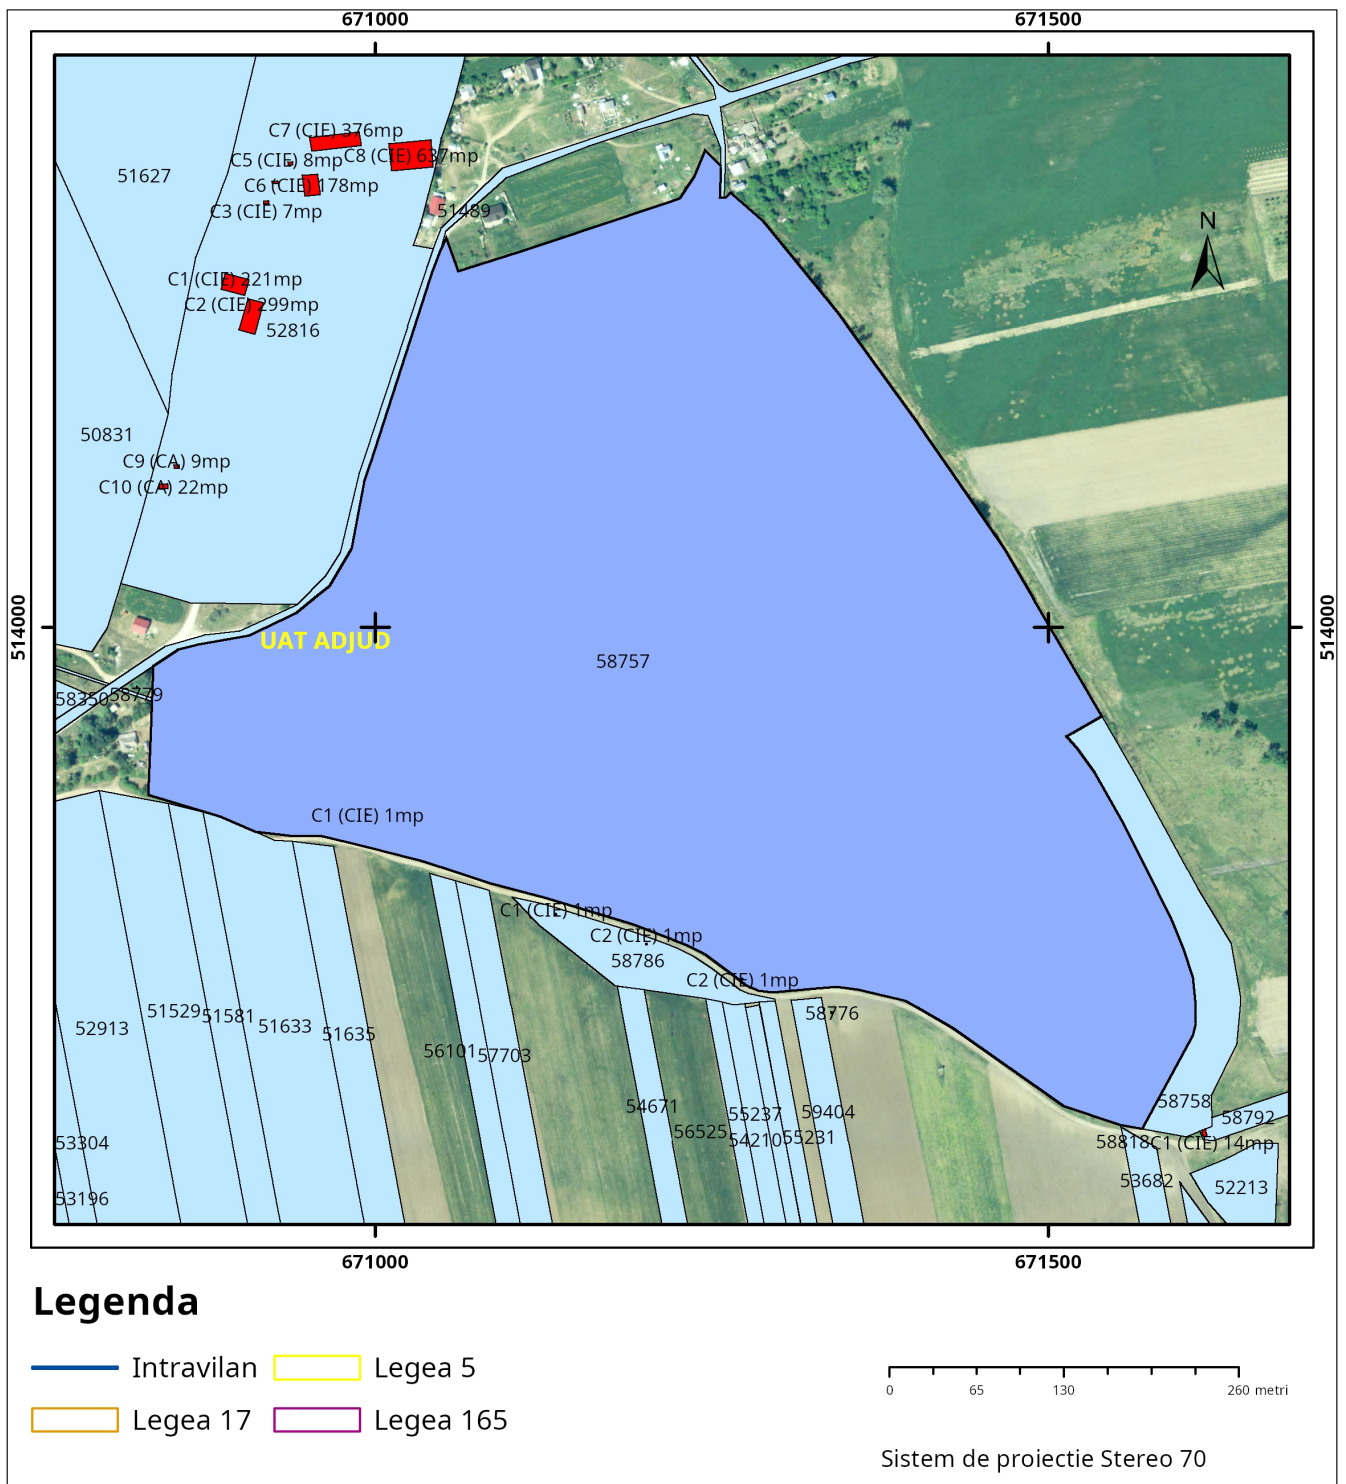 671000 671500
C7 (CIE) 376mp
C8 (CIE) 637mp
C5 (CIE) 8mp
51627
C6 (CIE) 178mp
C3 (CIE) 7mp
51489
N
C1 (CIE) 221mp
C2 (CIE) 299mp
52816
50831
C9 (CA) 9mp
C10 (CA) 22mp
514000
514000
UAT ADJUD
58757
58350
58779
C1 (CIE) 1mp
C1 (CIE) 1mp
C2 (CIE) 1mp
58786
C2 (CIE) 1mp
58776
51529
51581
52913
51633
51635
56101
57703
54671
56525
55237
54210
55231
59404
58758
58792
58818
C1 (CIE) 14mp
53304
53682
52213
53196
671000 671500
Legenda
Intravilan Legea 5
Legea 17 Legea 165
0 65 130 260 metri
Sistem de proiectie Stereo 70